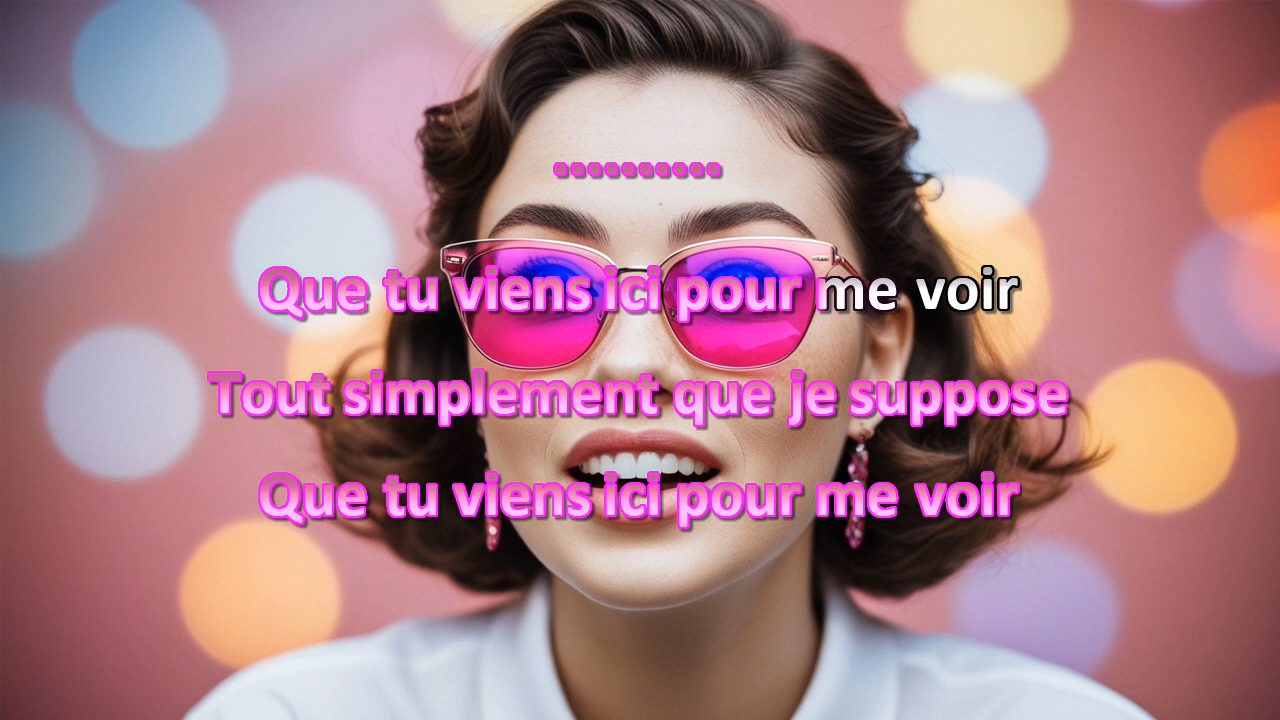 ..........
Que tu viens ici pour me voir
Tout simplement que je suppose
Que tu viens ici pour me voir